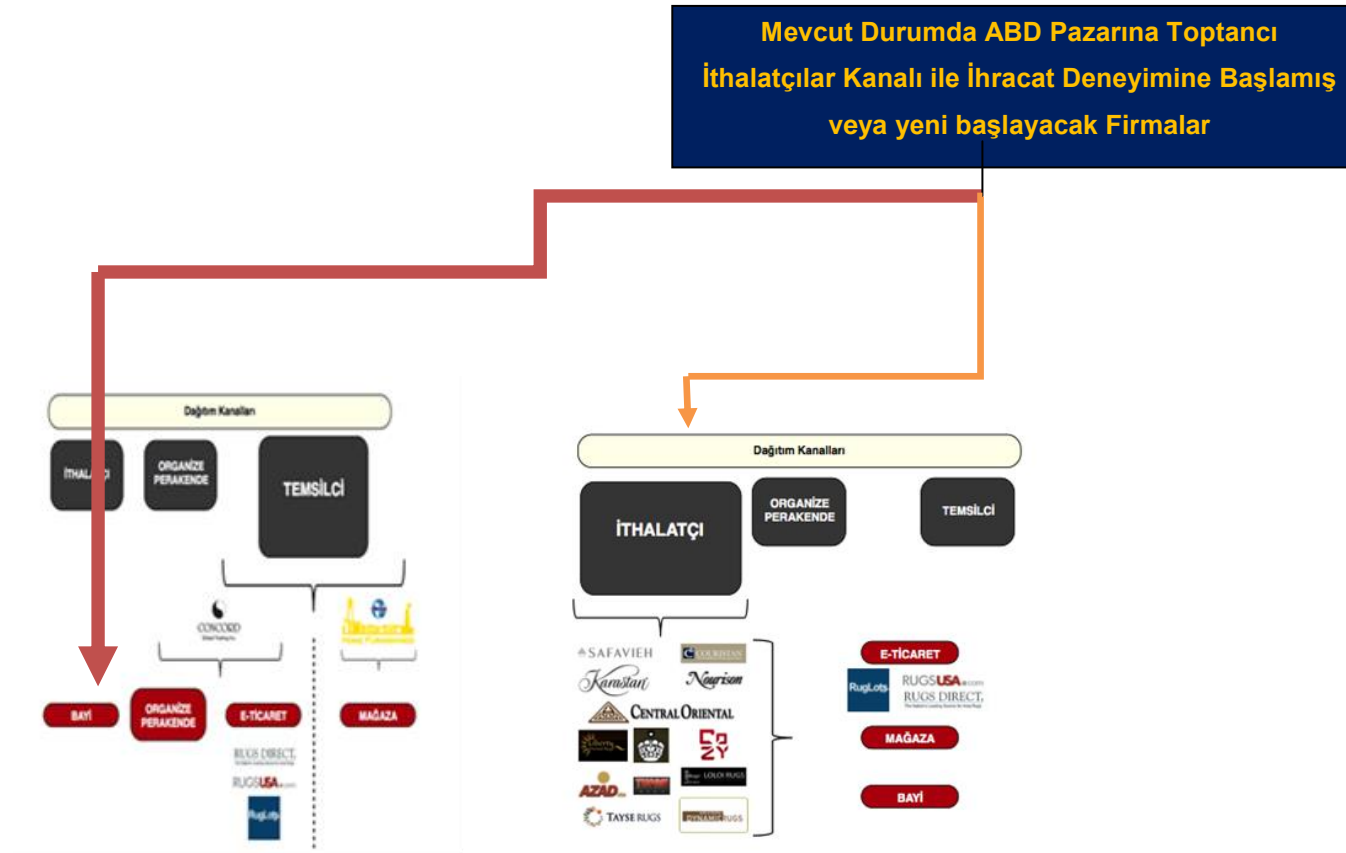 Mevcut Durumda ABD Pazarına Toptancı
İthalatçılar Kanalı ile İhracat Deneyimine Başlamış
veya yeni başlayacak Firmalar
Dağıtım Kanalları
ORGANİZE
PERAKENDE
TEMSİLCİ
CONCORD
BAYİ
ORGANİZE
PERAKENDE
E-TİCARET
MAĞAZA
RUGS DIRECT,
RUGSUSA.com
RugLots
Dağıtım Kanalları
İTHALATÇI
ORGANİZE
PERAKENDE
TEMSİLCİ
SAFAVIEH
COURISTAN
Karastan
Nourison
CENTRAL ORIENTAL
Liberty
COZY
AZAD
LOLOI RUGS
TAYSE RUGS
DYNAMIC RUGS
E-TİCARET
RugLots
RUGSUSA.com
RUGS DIRECT,
MAĞAZA
BAYİ